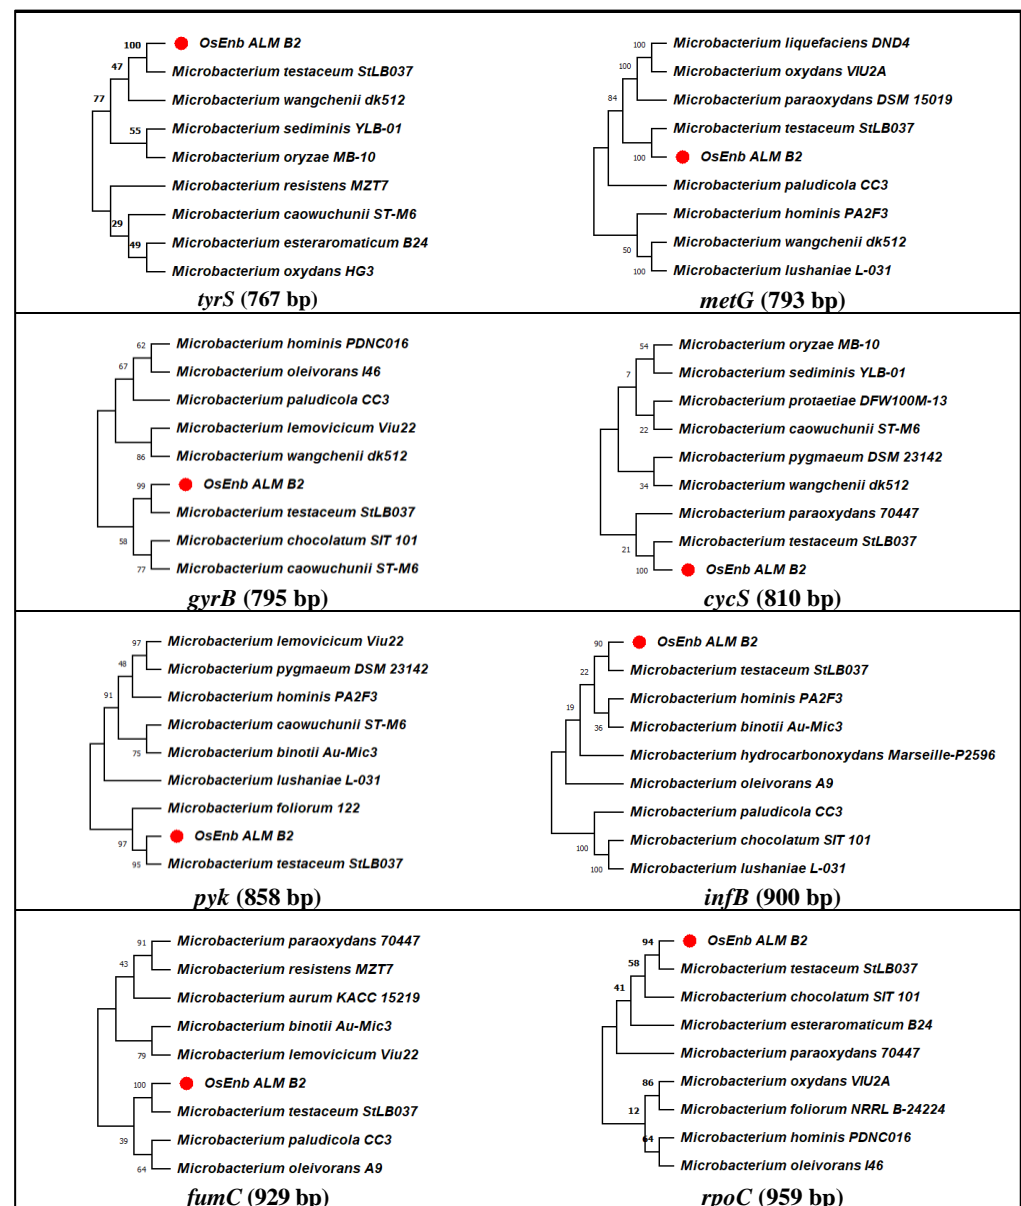 100 OsEnb ALM B2
47 Microbacterium testaceum StLB037
77 Microbacterium wangchenii dk512
55 Microbacterium sediminis YLB-01
Microbacterium oryzae MB-10
Microbacterium resistens MZT7
29 Microbacterium caowuchunii ST-M6
49 Microbacterium esteraromaticum B24
Microbacterium oxydans HG3
tyrS (767 bp)
100 Microbacterium liquefaciens DND4
100 Microbacterium oxydans VIU2A
84 Microbacterium paraoxydans DSM 15019
Microbacterium testaceum StLB037
100 OsEnb ALM B2
Microbacterium paludicola CC3
Microbacterium hominis PA2F3
50 Microbacterium wangchenii dk512
100 Microbacterium lushaniae L-031
metG (793 bp)
62 Microbacterium hominis PDNC016
67 Microbacterium oleivorans I46
Microbacterium paludicola CC3
Microbacterium lemovicicum Viu22
86 Microbacterium wangchenii dk512
99 OsEnb ALM B2
Microbacterium testaceum StLB037
58 Microbacterium chocolatum SIT 101
77 Microbacterium caowuchunii ST-M6
gyrB (795 bp)
54 Microbacterium oryzae MB-10
7 Microbacterium sediminis YLB-01
Microbacterium protaetiae DFW100M-13
22 Microbacterium caowuchunii ST-M6
Microbacterium pygmaeum DSM 23142
34 Microbacterium wangchenii dk512
Microbacterium paraoxydans 70447
21 Microbacterium testaceum StLB037
100 OsEnb ALM B2
cycS (810 bp)
97 Microbacterium lemovicicum Viu22
48 Microbacterium pygmaeum DSM 23142
91 Microbacterium hominis PA2F3
Microbacterium caowuchunii ST-M6
75 Microbacterium binotii Au-Mic3
Microbacterium lushaniae L-031
Microbacterium foliorum 122
97 OsEnb ALM B2
95 Microbacterium testaceum StLB037
pyk (858 bp)
90 OsEnb ALM B2
22 Microbacterium testaceum StLB037
19 Microbacterium hominis PA2F3
36 Microbacterium binotii Au-Mic3
Microbacterium hydrocarbonoxydans Marseille-P2596
Microbacterium oleivorans A9
Microbacterium paludicola CC3
100 Microbacterium chocolatum SIT 101
100 Microbacterium lushaniae L-031
infB (900 bp)
91 Microbacterium paraoxydans 70447
43 Microbacterium resistens MZT7
Microbacterium aurum KACC 15219
Microbacterium binotii Au-Mic3
79 Microbacterium lemovicicum Viu22
100 OsEnb ALM B2
Microbacterium testaceum StLB037
39 Microbacterium paludicola CC3
64 Microbacterium oleivorans A9
fumC (929 bp)
94 OsEnb ALM B2
58 Microbacterium testaceum StLB037
41 Microbacterium chocolatum SIT 101
Microbacterium esteraromaticum B24
Microbacterium paraoxydans 70447
86 Microbacterium oxydans VIU2A
12 Microbacterium foliorum NRRL B-24224
64 Microbacterium hominis PDNC016
Microbacterium oleivorans I46
rpoC (959 bp)